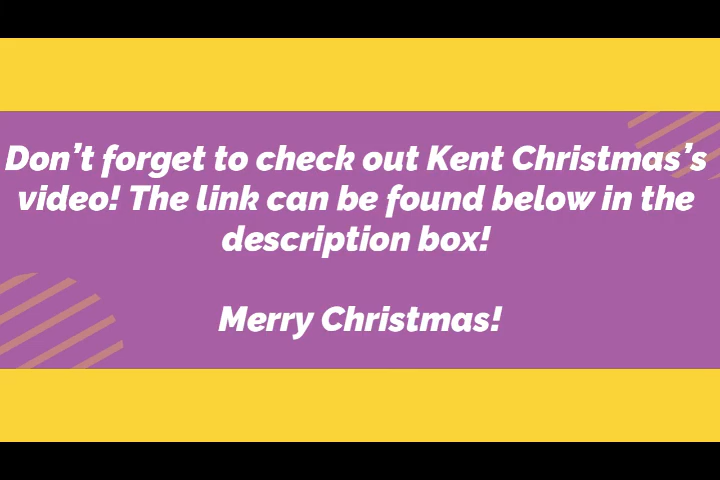 Don’t forget to check out Kent Christmas’s
video! The link can be found below in the
description box!
Merry Christmas!